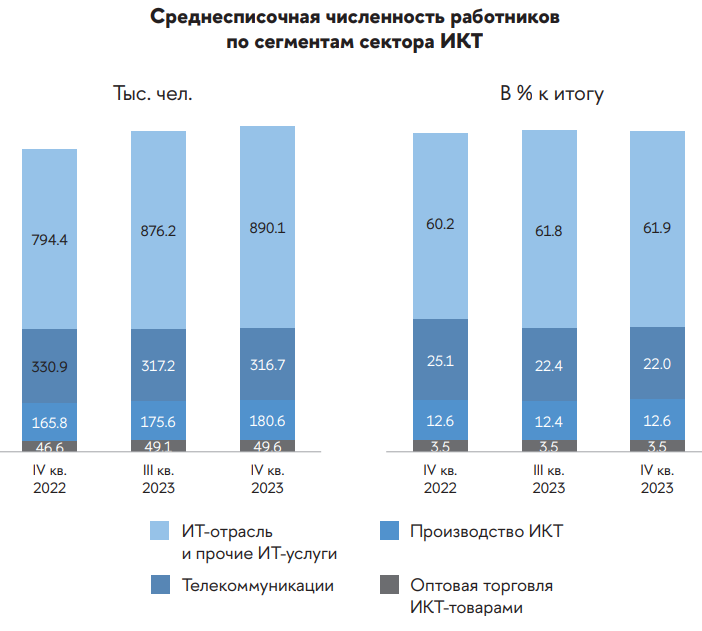 Среднесписочная численность работников
по сегментам сектора ИКТ
Тыс. чел.
794.4
876.2
890.1
330.9
317.2
316.7
165.8
175.6
180.6
46.6
49.1
49.6
IV кв.
2022
III кв.
2023
IV кв.
2023
В % к итогу
60.2
61.8
61.9
25.1
22.4
22.0
12.6
12.4
12.6
3.5
3.5
3.5
IV кв.
2022
III кв.
2023
IV кв.
2023
ИТ-отрасль
и прочие ИТ-услуги
Производство ИКТ
Телекоммуникации
Оптовая торговля
ИКТ-товарами